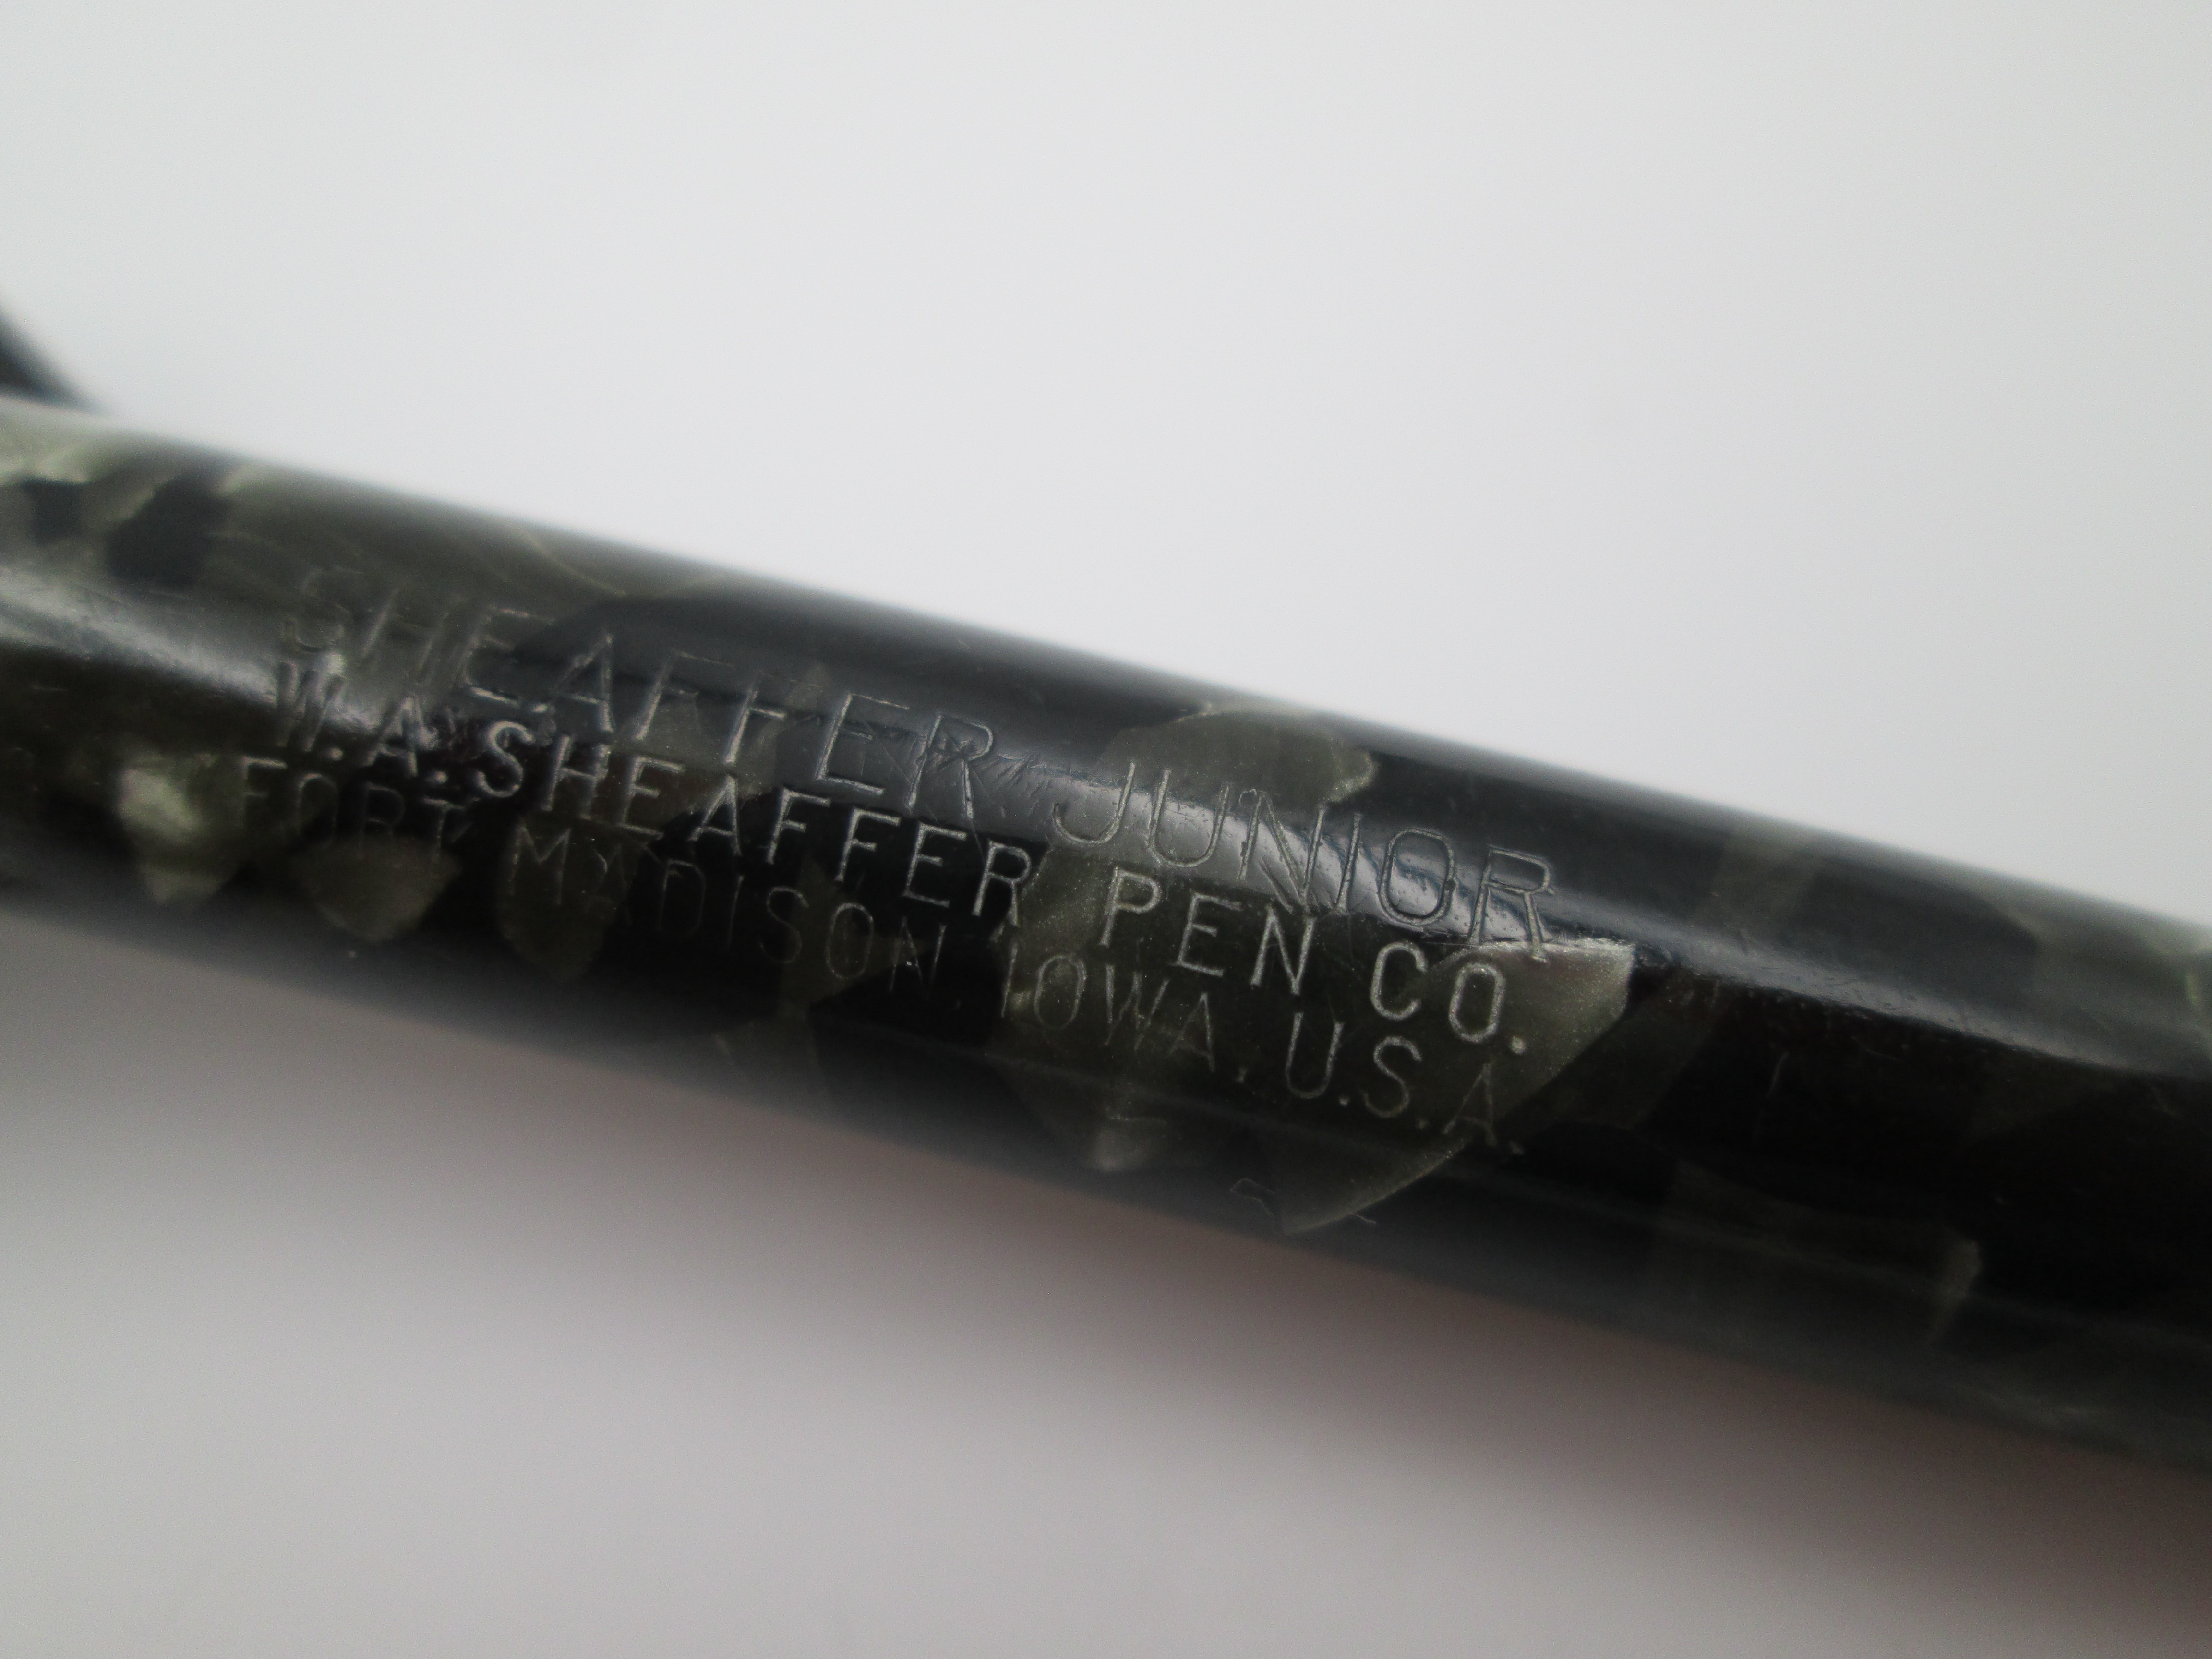 SHEAFFER JUNIOR
W.A.SHEAFFER PEN CO.
FORT MADISON, IOWA, U.S.A.